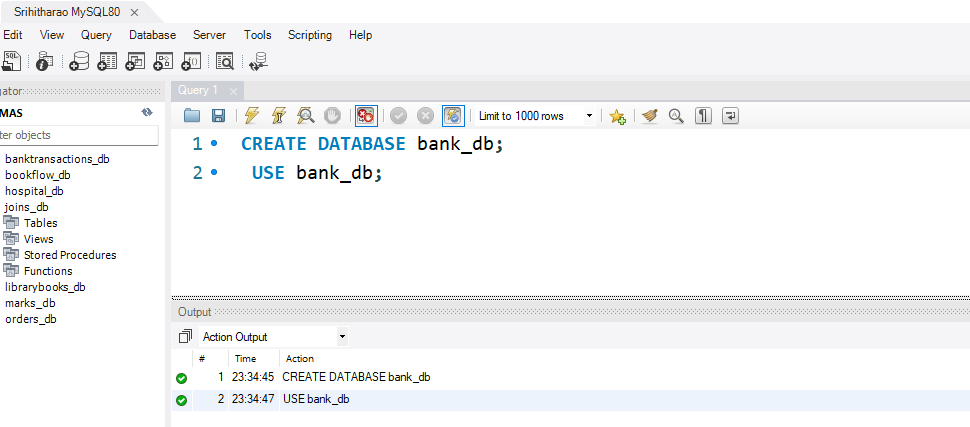 Srihitharao MySQL80
Edit View Query Database Server Tools Scripting Help
gator
MAS
ter objects
banktransactions_db
bookflow_db
hospital_db
joins_db
Tables
Views
Stored Procedures
Functions
librarybooks_db
marks_db
orders_db
Query 1
Limit to 1000 rows
1 CREATE DATABASE bank_db;
2 USE bank_db;
Output
Action Output
# Time Action
1 23:34:45 CREATE DATABASE bank_db
2 23:34:47 USE bank_db